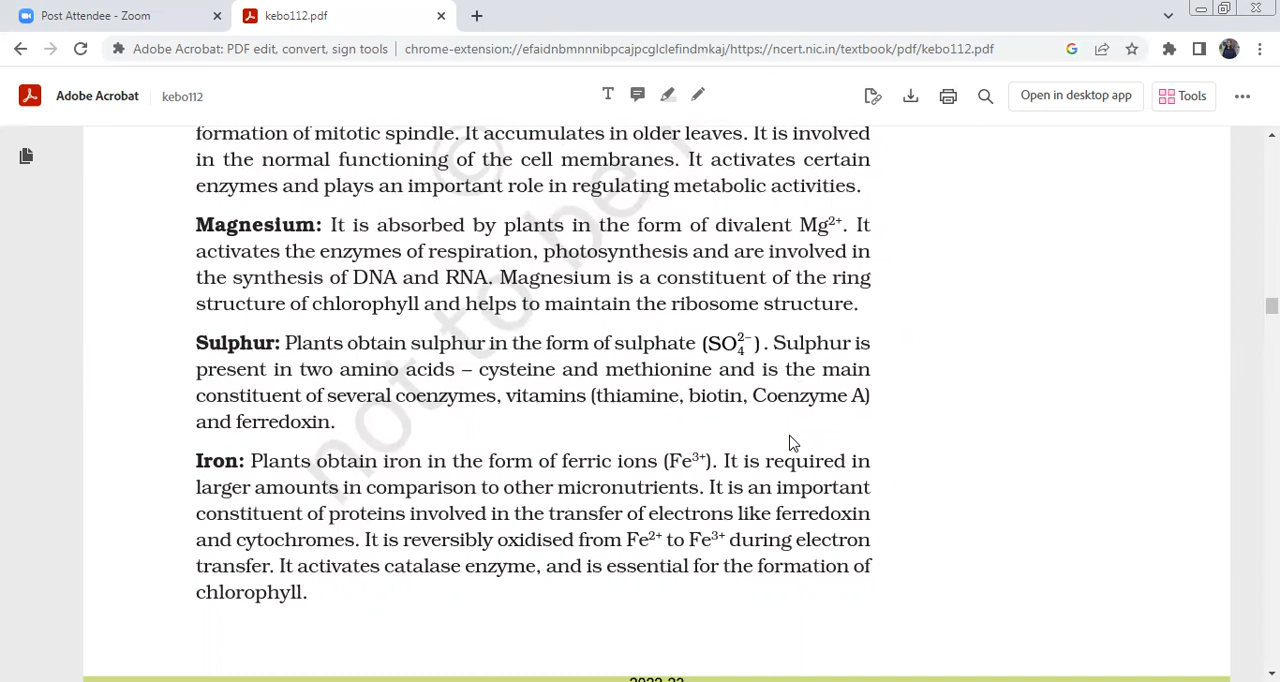 Post Attendee - Zoom
kebo112.pdf
Adobe Acrobat: PDF edit, convert, sign tools | chrome-extension://efaidnbmnnnibpcajpcglclefindmkaj/https://ncert.nic.in/textbook/pdf/kebo112.pdf
Adobe Acrobat | kebo112
Open in desktop app
Tools
formation of mitotic spindle. It accumulates in older leaves. It is involved
in the normal functioning of the cell membranes. It activates certain
enzymes and plays an important role in regulating metabolic activities.
Magnesium: It is absorbed by plants in the form of divalent Mg²⁺. It
activates the enzymes of respiration, photosynthesis and are involved in
the synthesis of DNA and RNA. Magnesium is a constituent of the ring
structure of chlorophyll and helps to maintain the ribosome structure.
Sulphur: Plants obtain sulphur in the form of sulphate (SO₄²⁻). Sulphur is
present in two amino acids – cysteine and methionine and is the main
constituent of several coenzymes, vitamins (thiamine, biotin, Coenzyme A)
and ferredoxin.
Iron: Plants obtain iron in the form of ferric ions (Fe³⁺). It is required in
larger amounts in comparison to other micronutrients. It is an important
constituent of proteins involved in the transfer of electrons like ferredoxin
and cytochromes. It is reversibly oxidised from Fe²⁺ to Fe³⁺ during electron
transfer. It activates catalase enzyme, and is essential for the formation of
chlorophyll.
© not to be
2022-23